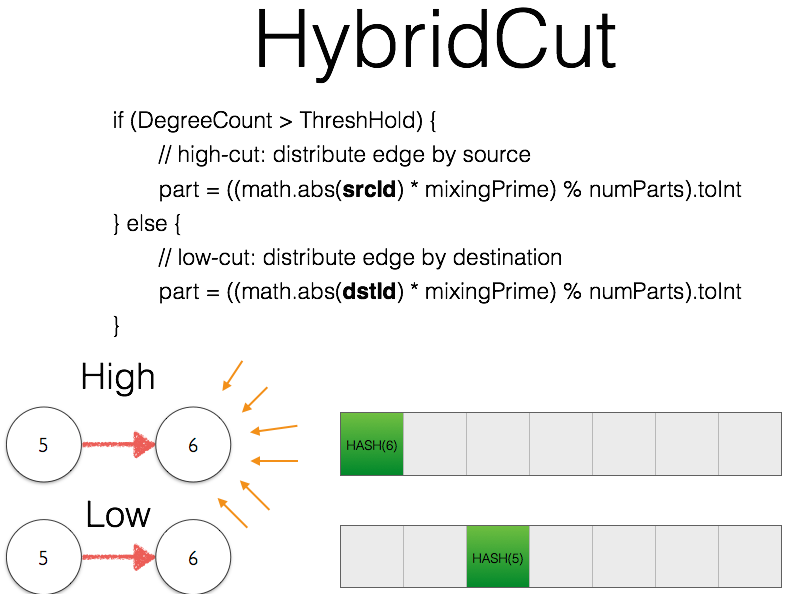 HybridCut
if (DegreeCount > ThreshHold) {
// high-cut: distribute edge by source
part = ((math.abs(srcId) * mixingPrime) % numParts).toInt
} else {
// low-cut: distribute edge by destination
part = ((math.abs(dstId) * mixingPrime) % numParts).toInt
}
High
5
6
HASH(6)
Low
5
6
HASH(5)